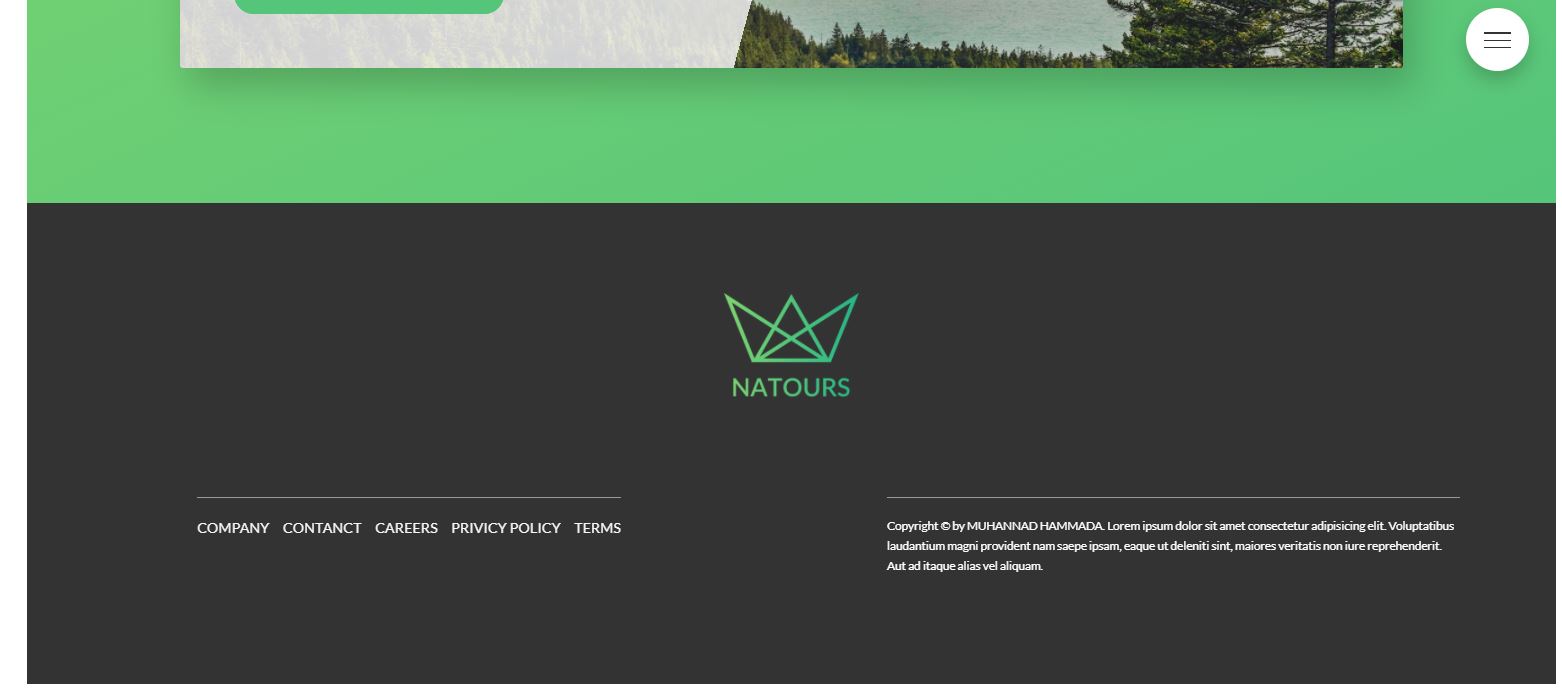 NATOURS
COMPANY CONTANCT CAREERS PRIVICY POLICY TERMS
Copyright © by MUHANNAD HAMMADA. Lorem ipsum dolor sit amet consectetur adipisicing elit. Voluptatibus
laudantium magni provident nam saepe ipsam, eaque ut deleniti sint, maiores veritatis non iure reprehenderit.
Aut ad itaque alias vel aliquam.